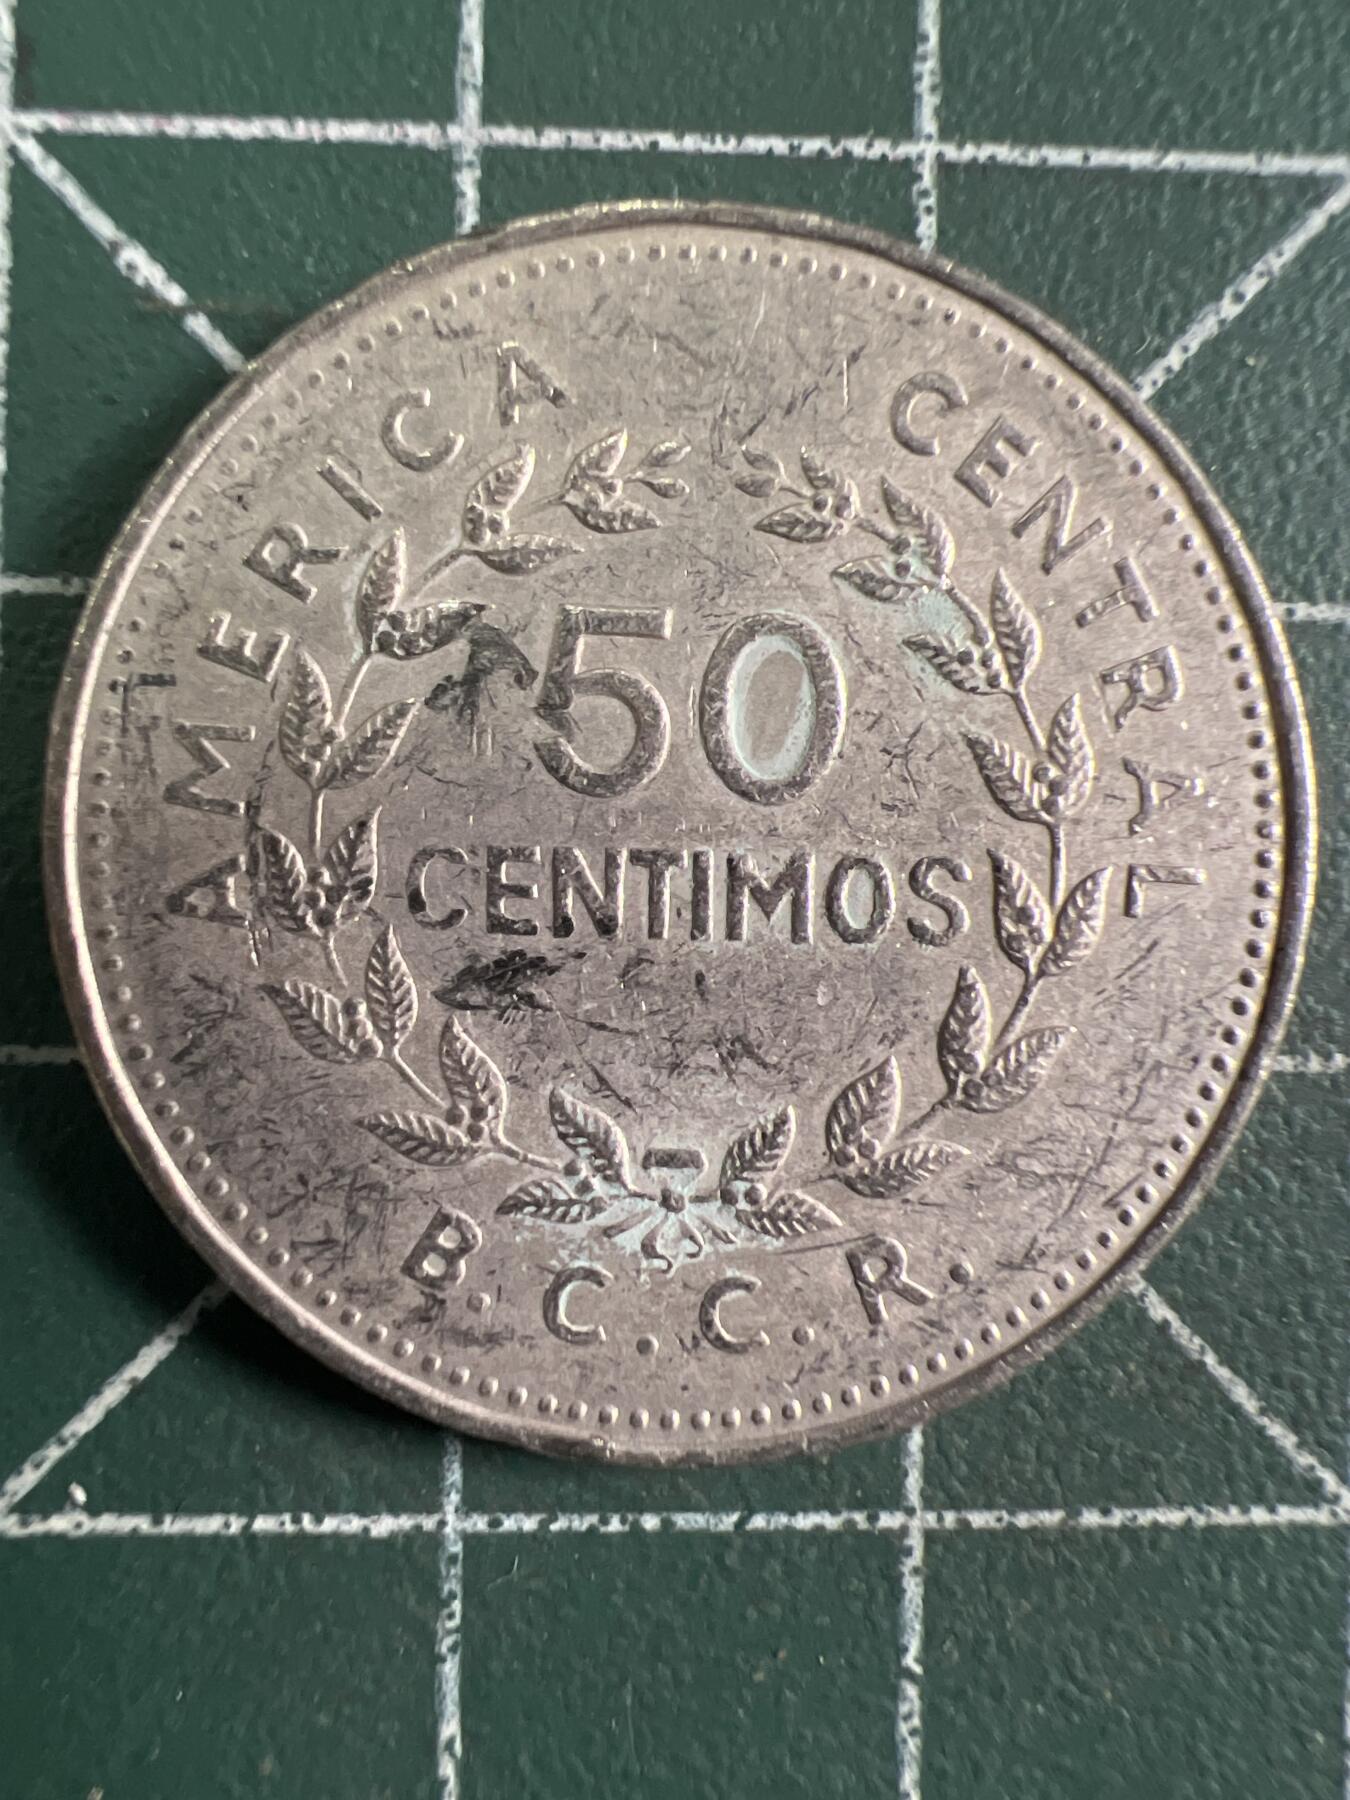 AMERICA CENTRAL
50
CENTIMOS
B.C.C.R.